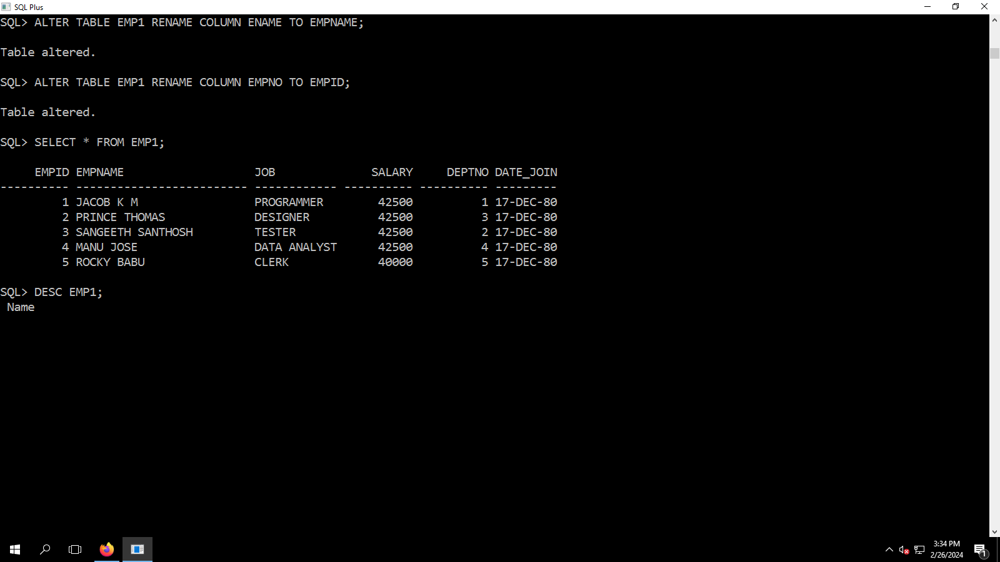 SQL Plus
SQL> ALTER TABLE EMP1 RENAME COLUMN ENAME TO EMPNAME;
Table altered.
SQL> ALTER TABLE EMP1 RENAME COLUMN EMPNO TO EMPID;
Table altered.
SQL> SELECT * FROM EMP1;
     EMPID EMPNAME                   JOB              SALARY     DEPTNO DATE_JOIN
---------- ------------------------- ------------ ---------- ---------- ---------
         1 JACOB K M                 PROGRAMMER        42500          1 17-DEC-80
         2 PRINCE THOMAS             DESIGNER          42500          3 17-DEC-80
         3 SANGEETH SANTHOSH         TESTER            42500          2 17-DEC-80
         4 MANU JOSE                 DATA ANALYST      42500          4 17-DEC-80
         5 ROCKY BABU                CLERK             40000          5 17-DEC-80
SQL> DESC EMP1;
 Name
3:34 PM
2/26/2024
1